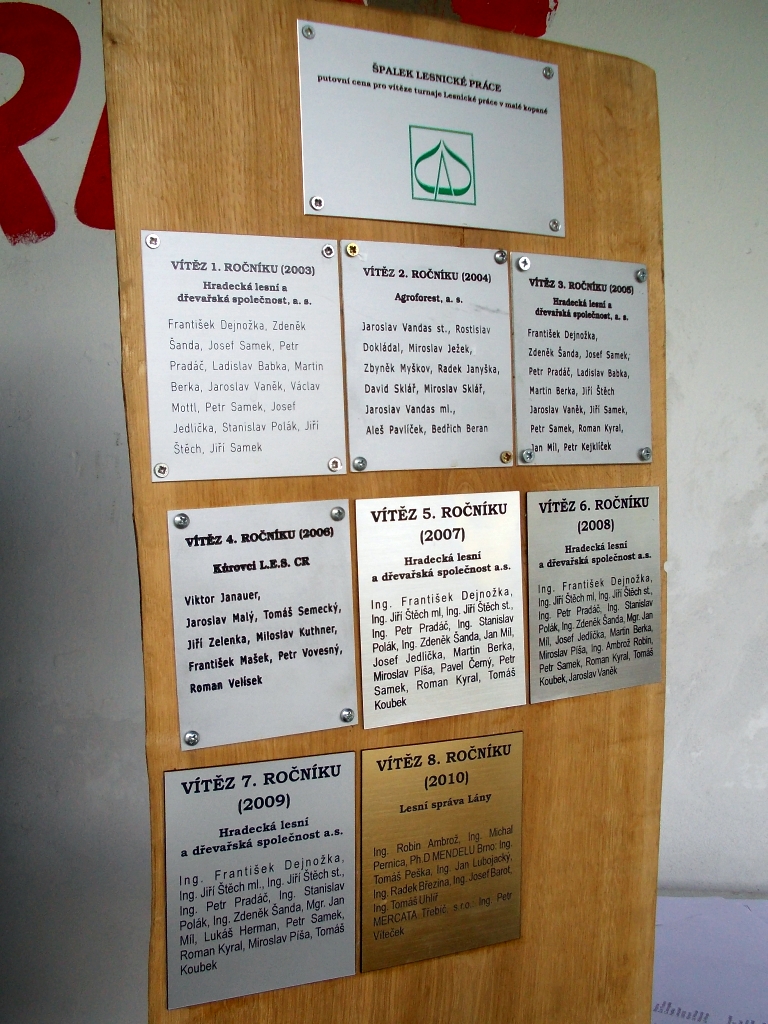 ŠPALEK LESNICKÉ PRÁCE
putovní cena pro vítěze turnaje Lesnické práce v malé kopané
VÍTĚZ 1. ROČNÍKU (2003)
Hradecká lesní a
dřevařská společnost, a. s.
František Dejnožka, Zdeněk
Šanda, Josef Samek, Petr
Pradáč, Ladislav Babka, Martin
Berka, Jaroslav Vaněk, Václav
Mottl, Petr Samek, Josef
Jedlička, Stanislav Polák, Jiří
Štěch, Jiří Samek
VÍTĚZ 2. ROČNÍKU (2004)
Agroforest, a. s.
Jaroslav Vandas st., Rostislav
Dokládal, Miroslav Ježek,
Zbyněk Myškov, Radek Janyška,
David Sklář, Miroslav Sklář,
Jaroslav Vandas ml.,
Aleš Pavlíček, Bedřich Beran
VÍTĚZ 3. ROČNÍKU (2005)
Hradecká lesní a
dřevařská společnost, a. s.
František Dejnožka,
Zdeněk Šanda, Josef Samek,
Petr Pradáč, Ladislav Babka,
Martin Berka, Jiří Štěch
Jaroslav Vaněk, Jiří Samek,
Petr Samek, Roman Kyral,
Jan Míl, Petr Kejklíček
VÍTĚZ 4. ROČNÍKU (2006)
Kůrovci L.E.S. CR
Viktor Janauer,
Jaroslav Malý, Tomáš Semecký,
Jiří Zelenka, Miloslav Kuthner,
František Mašek, Petr Vovesný,
Roman Velísek
VÍTĚZ 5. ROČNÍKU
(2007)
Hradecká lesní
a dřevařská společnost a.s.
Ing. František Dejnožka,
Ing. Jiří Štěch ml, Ing. Jiří Štěch st.,
Ing. Petr Pradáč, Ing. Stanislav
Polák, Ing. Zdeněk Šanda, Jan Míl,
Josef Jedlička, Martin Berka,
Miroslav Píša, Pavel Černý, Petr
Samek, Roman Kyral, Tomáš
Koubek
VÍTĚZ 6. ROČNÍKU
(2008)
Hradecká lesní
a dřevařská společnost a.s.
Ing. František Dejnožka,
Ing. Jiří Štěch ml, Ing. Jiří Štěch st.,
Ing. Petr Pradáč, Ing. Stanislav
Polák, Ing. Zdeněk Šanda, Mgr. Jan
Míl, Josef Jedlička, Martin Berka,
Miroslav Píša, Ing. Ambrož Robin,
Petr Samek, Roman Kyral, Tomáš
Koubek, Jaroslav Vaněk
VÍTĚZ 7. ROČNÍKU
(2009)
Hradecká lesní
a dřevařská společnost a.s.
Ing. František Dejnožka,
Ing. Jiří Štěch ml., Ing. Jiří Štěch st.,
Ing. Petr Pradáč, Ing. Stanislav
Polák, Ing. Zdeněk Šanda, Mgr. Jan
Míl, Lukáš Herman, Petr Samek,
Roman Kyral, Miroslav Píša, Tomáš
Koubek
VÍTĚZ 8. ROČNÍKU
(2010)
Lesní správa Lány
Ing. Robin Ambrož, Ing. Michal
Pernica, Ph.D MENDELU Brno: Ing.
Tomáš Peška, Ing. Jan Lubojacký,
Ing. Radek Březina, Ing. Josef Barot,
Ing. Tomáš Uhlíř
MERCATA Třebíč, s.r.o.: Ing. Petr
Víleček